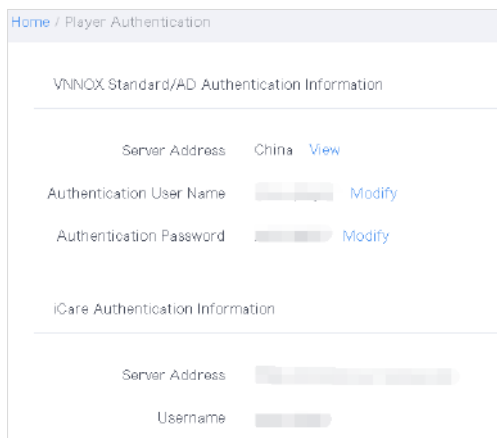 Home / Player Authentication
VNNOX Standard/AD Authentication Information
Server Address China View
Authentication User Name Modify
Authentication Password Modify
iCare Authentication Information
Server Address
Username